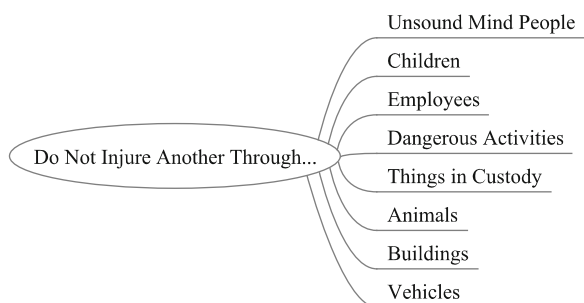 Unsound Mind People
Children
Employees
Do Not Injure Another Through...
Dangerous Activities
Things in Custody
Animals
Buildings
Vehicles